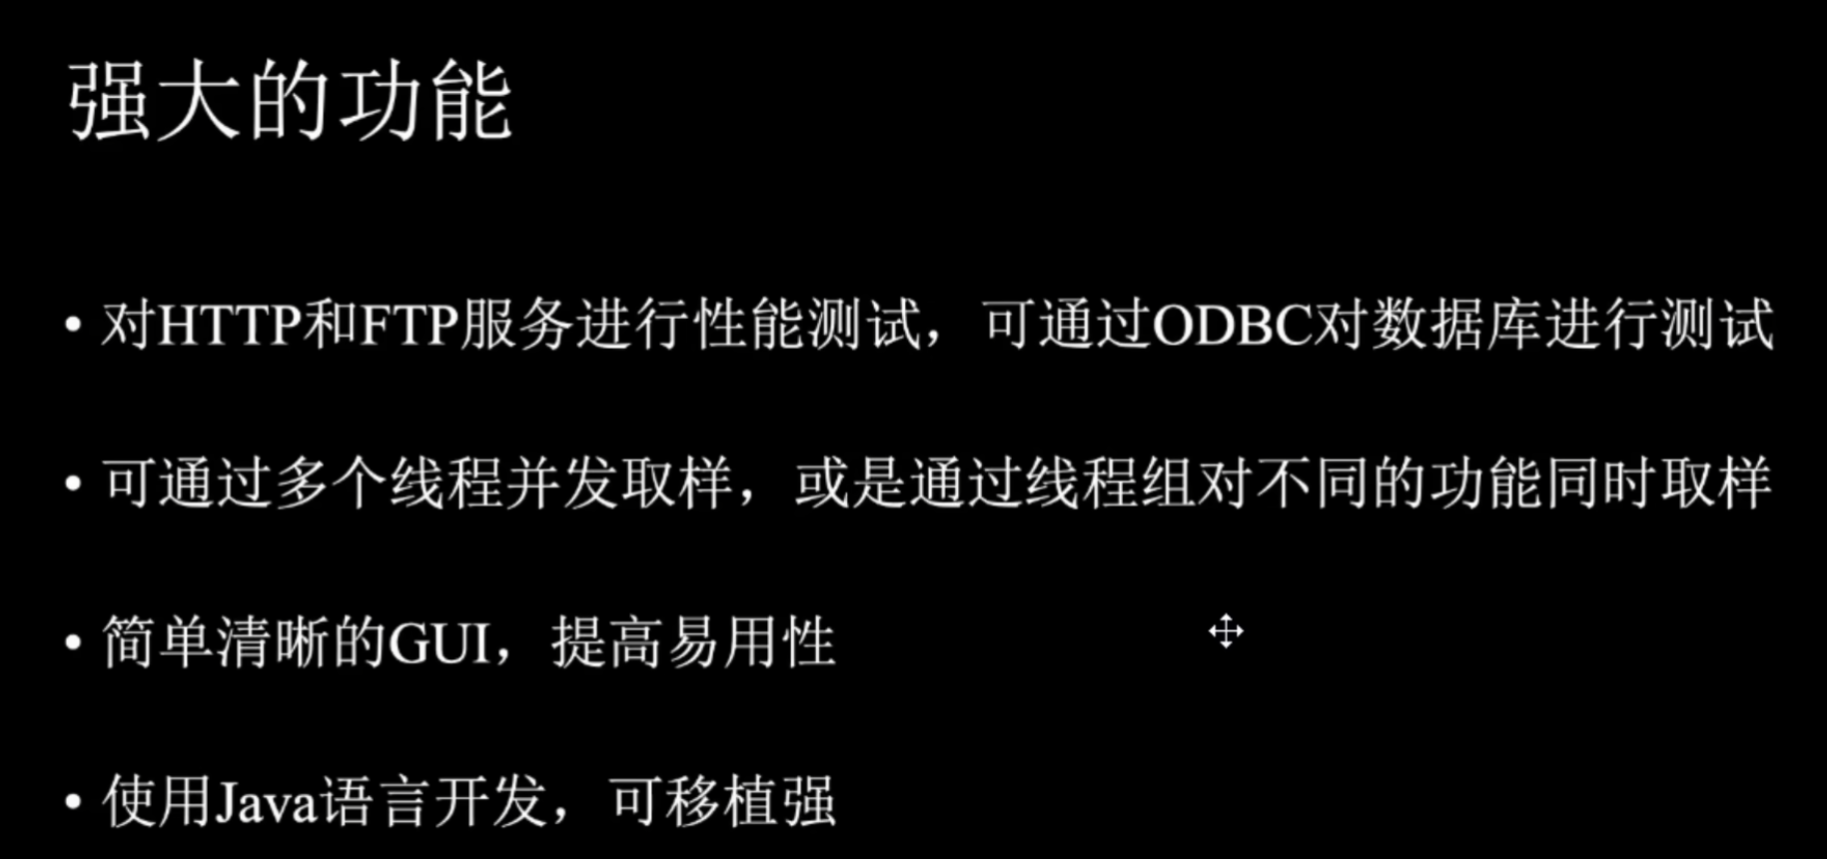 强大的功能
• 对HTTP和FTP服务进行性能测试，可通过ODBC对数据库进行测试
• 可通过多个线程并发取样，或是通过线程组对不同的功能同时取样
• 简单清晰的GUI，提高易用性
• 使用Java语言开发，可移植强